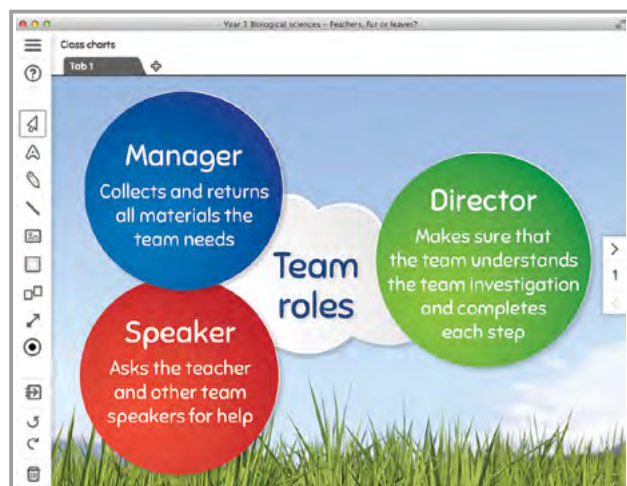 Year 3 Biological sciences – Feathers, fur or leaves?
Class charts
Tab 1
Manager
Collects and returns
all materials the
team needs
Team
roles
Director
Makes sure that
the team understands
the team investigation
and completes
each step
1
Speaker
Asks the teacher
and other team
speakers for help